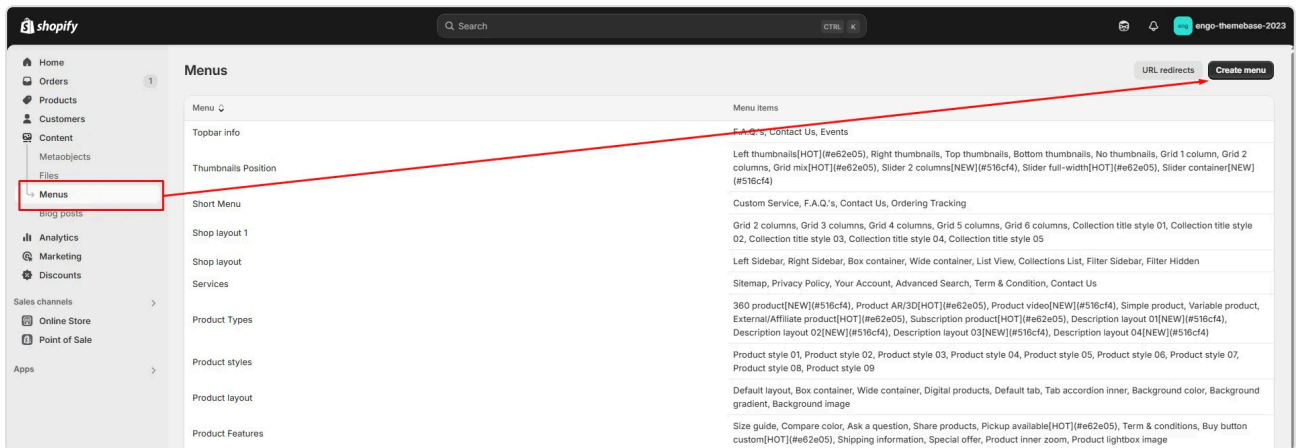 shopify
Search
CTRL K
eng
engo-themebase-2023
Home
Orders
1
Products
Customers
Content
Metaobjects
Files
Menus
Blog posts
Analytics
Marketing
Discounts
Sales channels
Online Store
Point of Sale
Apps
Menus
URL redirects
Create menu
Menu
Menu items
Topbar info
F.A.Q.'s, Contact Us, Events
Thumbnails Position
Left thumbnails[HOT](#e62e05), Right thumbnails, Top thumbnails, Bottom thumbnails, No thumbnails, Grid 1 column, Grid 2
columns, Grid mix[HOT](#e62e05), Slider 2 columns[NEW](#516cf4), Slider full-width[HOT](#e62e05), Slider container[NEW]
(#516cf4)
Short Menu
Custom Service, F.A.Q.'s, Contact Us, Ordering Tracking
Shop layout 1
Grid 2 columns, Grid 3 columns, Grid 4 columns, Grid 5 columns, Grid 6 columns, Collection title style 01, Collection title style
02, Collection title style 03, Collection title style 04, Collection title style 05
Shop layout
Left Sidebar, Right Sidebar, Box container, Wide container, List View, Collections List, Filter Sidebar, Filter Hidden
Services
Sitemap, Privacy Policy, Your Account, Advanced Search, Term & Condition, Contact Us
Product Types
360 product[NEW](#516cf4), Product AR/3D[HOT](#e62e05), Product video[NEW](#516cf4), Simple product, Variable product,
External/Affiliate product[HOT](#e62e05), Subscription product[HOT](#e62e05), Description layout 01[NEW](#516cf4),
Description layout 02[NEW](#516cf4), Description layout 03[NEW](#516cf4), Description layout 04[NEW](#516cf4)
Product styles
Product style 01, Product style 02, Product style 03, Product style 04, Product style 05, Product style 06, Product style 07,
Product style 08, Product style 09
Product layout
Default layout, Box container, Wide container, Digital products, Default tab, Tab accordion inner, Background color, Background
gradient, Background image
Product Features
Size guide, Compare color, Ask a question, Share products, Pickup available[HOT](#e62e05), Term & conditions, Buy button
custom[HOT](#e62e05), Shipping information, Special offer, Product inner zoom, Product lightbox image